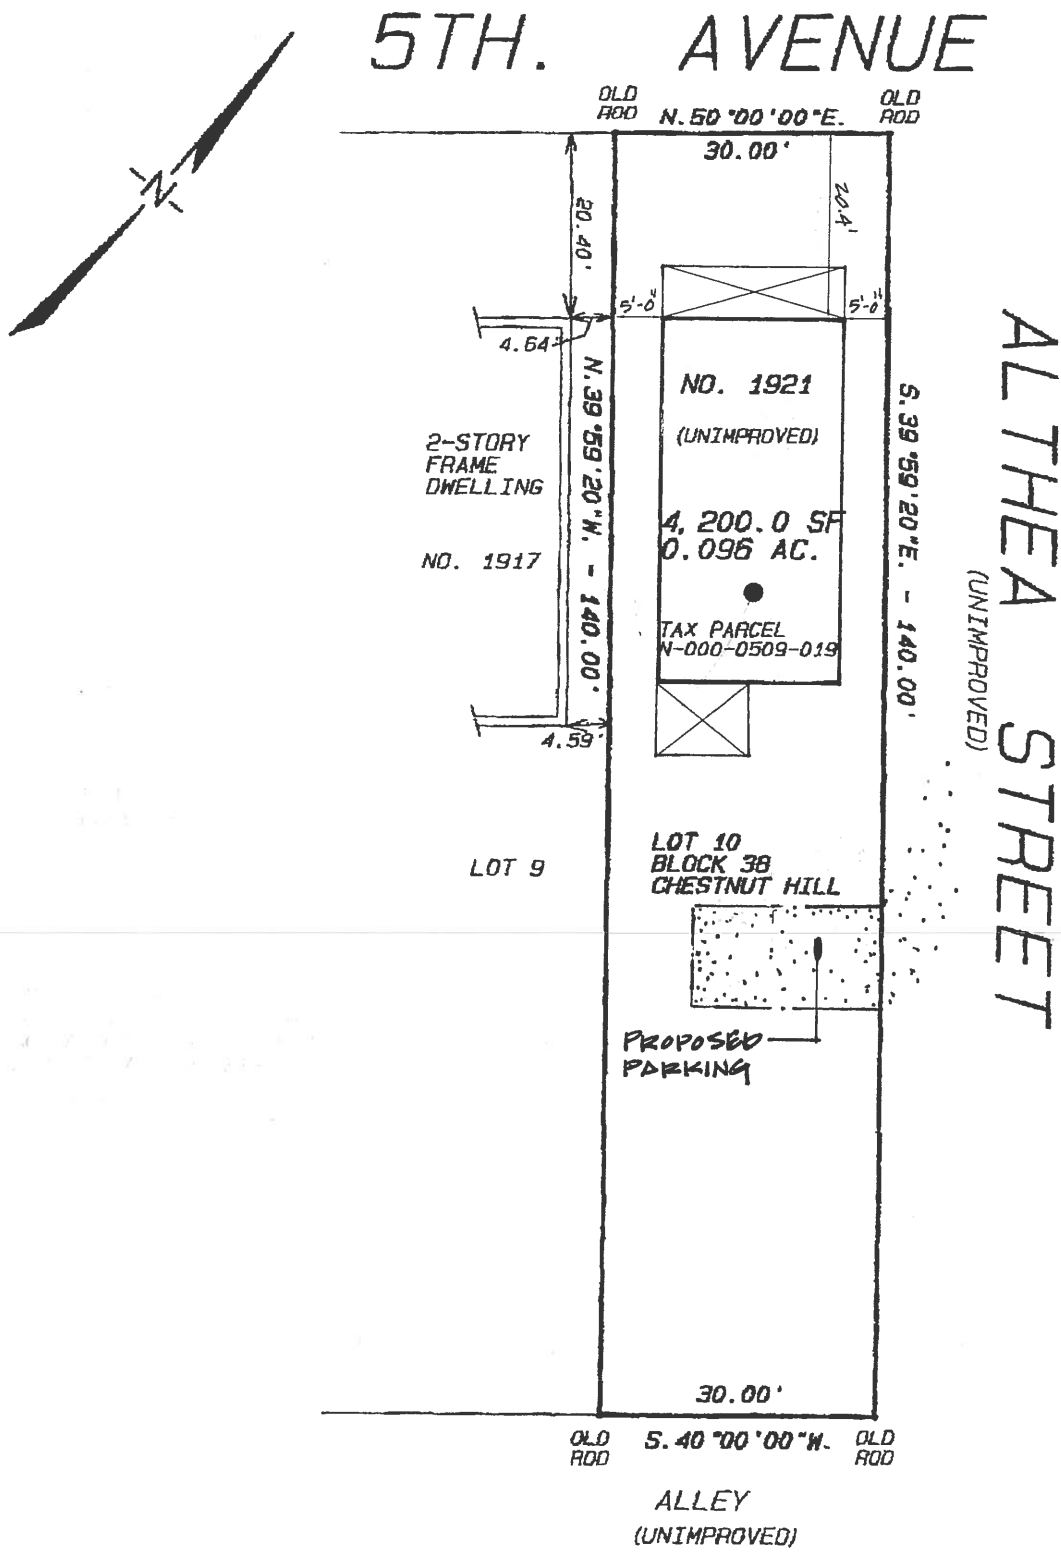 5TH. AVENUE
OLD
ROD
N.50°00'00"E.
OLD
ROD
30.00'
N
20.40'
20.4'
5'-0"
5'-0"
4.64'
NO. 1921
(UNIMPROVED)
N.39°59'20"W. - 140.00'
S.39°59'20"E. - 140.00'
ALTHEA STREET
(UNIMPROVED)
2-STORY
FRAME
DWELLING
NO. 1917
4,200.0 SF
0.096 AC.
TAX PARCEL
N-000-0509-019
4.59'
LOT 9
LOT 10
BLOCK 38
CHESTNUT HILL
PROPOSED
PARKING
30.00'
OLD
ROD
S.40°00'00"W.
OLD
ROD
ALLEY
(UNIMPROVED)